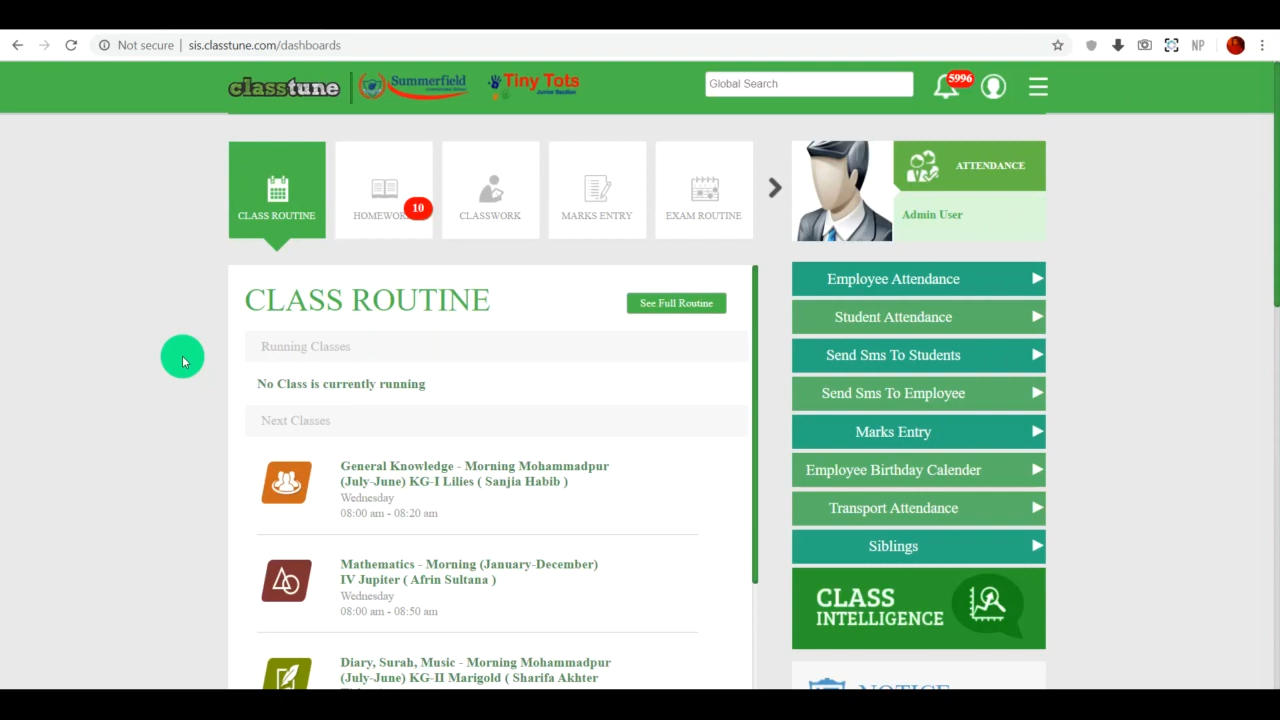 Not secure
sis.classtune.com/dashboards
NP
classtune
Summerfield
Tiny Tots
Junior Section
Global Search
5996
CLASS ROUTINE
HOMEWOR
10
CLASSWORK
MARKS ENTRY
EXAM ROUTINE
ATTENDANCE
Admin User
CLASS ROUTINE
See Full Routine
Running Classes
No Class is currently running
Next Classes
General Knowledge - Morning Mohammadpur
(July-June) KG-I Lilies ( Sanjia Habib )
Wednesday
08:00 am - 08:20 am
Mathematics - Morning (January-December)
IV Jupiter ( Afrin Sultana )
Wednesday
08:00 am - 08:50 am
Diary, Surah, Music - Morning Mohammadpur
(July-June) KG-II Marigold ( Sharifa Akhter
Employee Attendance
Student Attendance
Send Sms To Students
Send Sms To Employee
Marks Entry
Employee Birthday Calender
Transport Attendance
Siblings
CLASS
INTELLIGENCE
NOTICE